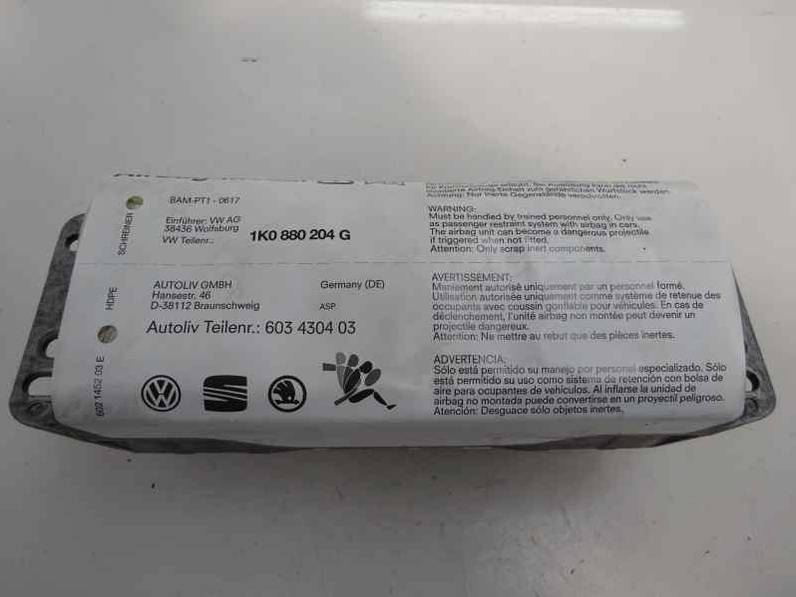 BAM-PT1 - 0617
Einführer: VW AG
38436 Wolfsburg
VW Teilenr.: 1K0 880 204 G
SCHREINER
HDPE
602 1452 03 E
AUTOLIV GMBH
Hansestr. 46
D-38112 Braunschweig
Germany (DE)
ASP
Autoliv Teilenr.: 603 4304 03
Achtung: Nur inerte Gegenstände verschrotten.
WARNING:
Must be handled by trained personnel only. Only use
as passenger restraint system with airbag in cars.
The airbag unit can become a dangerous projectile
if triggered when not fitted.
Attention: Only scrap inert components.
AVERTISSEMENT:
Maniement autorisé uniquement par un personnel formé.
Utilisation autorisée uniquement comme système de retenue des
occupants avec coussin gonflable pour véhicules. En cas de
déclenchement, l'unité airbag non montée peut devenir un
projectile dangereux.
Attention: Ne mettre au rebut que des pièces inertes.
ADVERTENCIA:
Sólo está permitido su manejo por personal especializado. Sólo
está permitido su uso como sistema de retención con bolsa de
aire para ocupantes de vehículos. Al inflarse la unidad de
airbag no montada puede convertirse en un proyectil peligroso.
Atención: Desguace sólo objetos inertes.